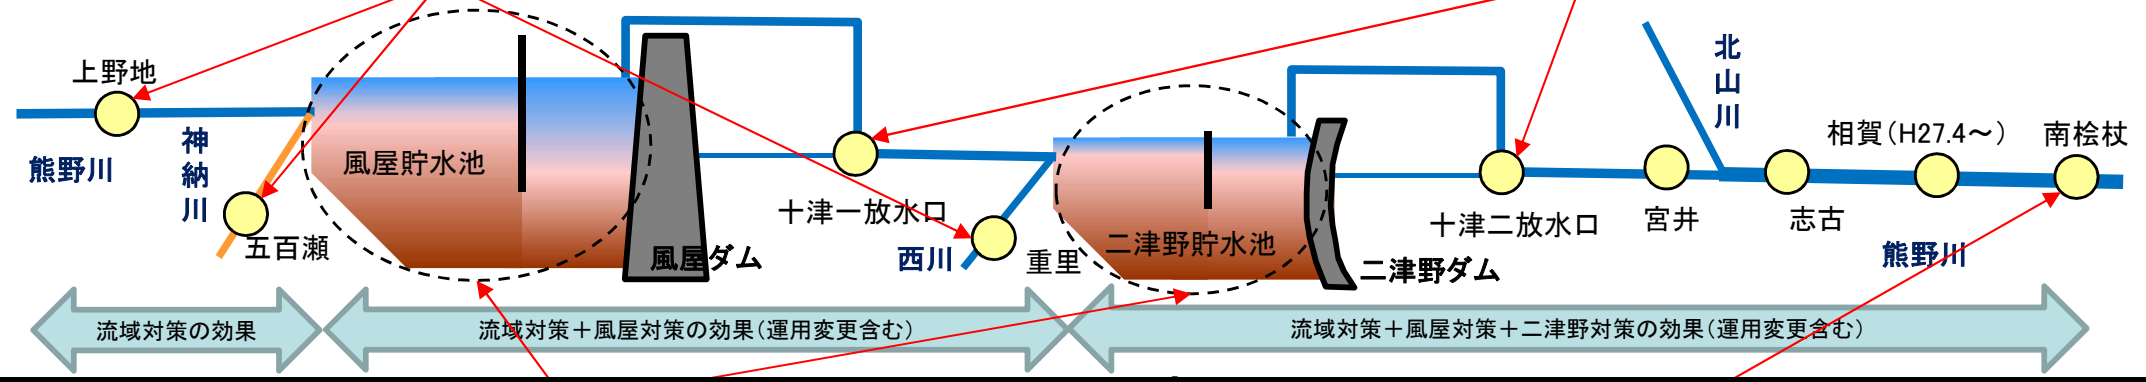 上野地
熊野川
神納川
五百瀬
風屋貯水池
風屋ダム
十津一放水口
西川
重里
二津野貯水池
二津野ダム
十津二放水口
宮井
北山川
志古
相賀(H27.4～)
南桧杖
熊野川
流域対策の効果
流域対策＋風屋対策の効果(運用変更含む)
流域対策＋風屋対策＋二津野対策の効果(運用変更含む)